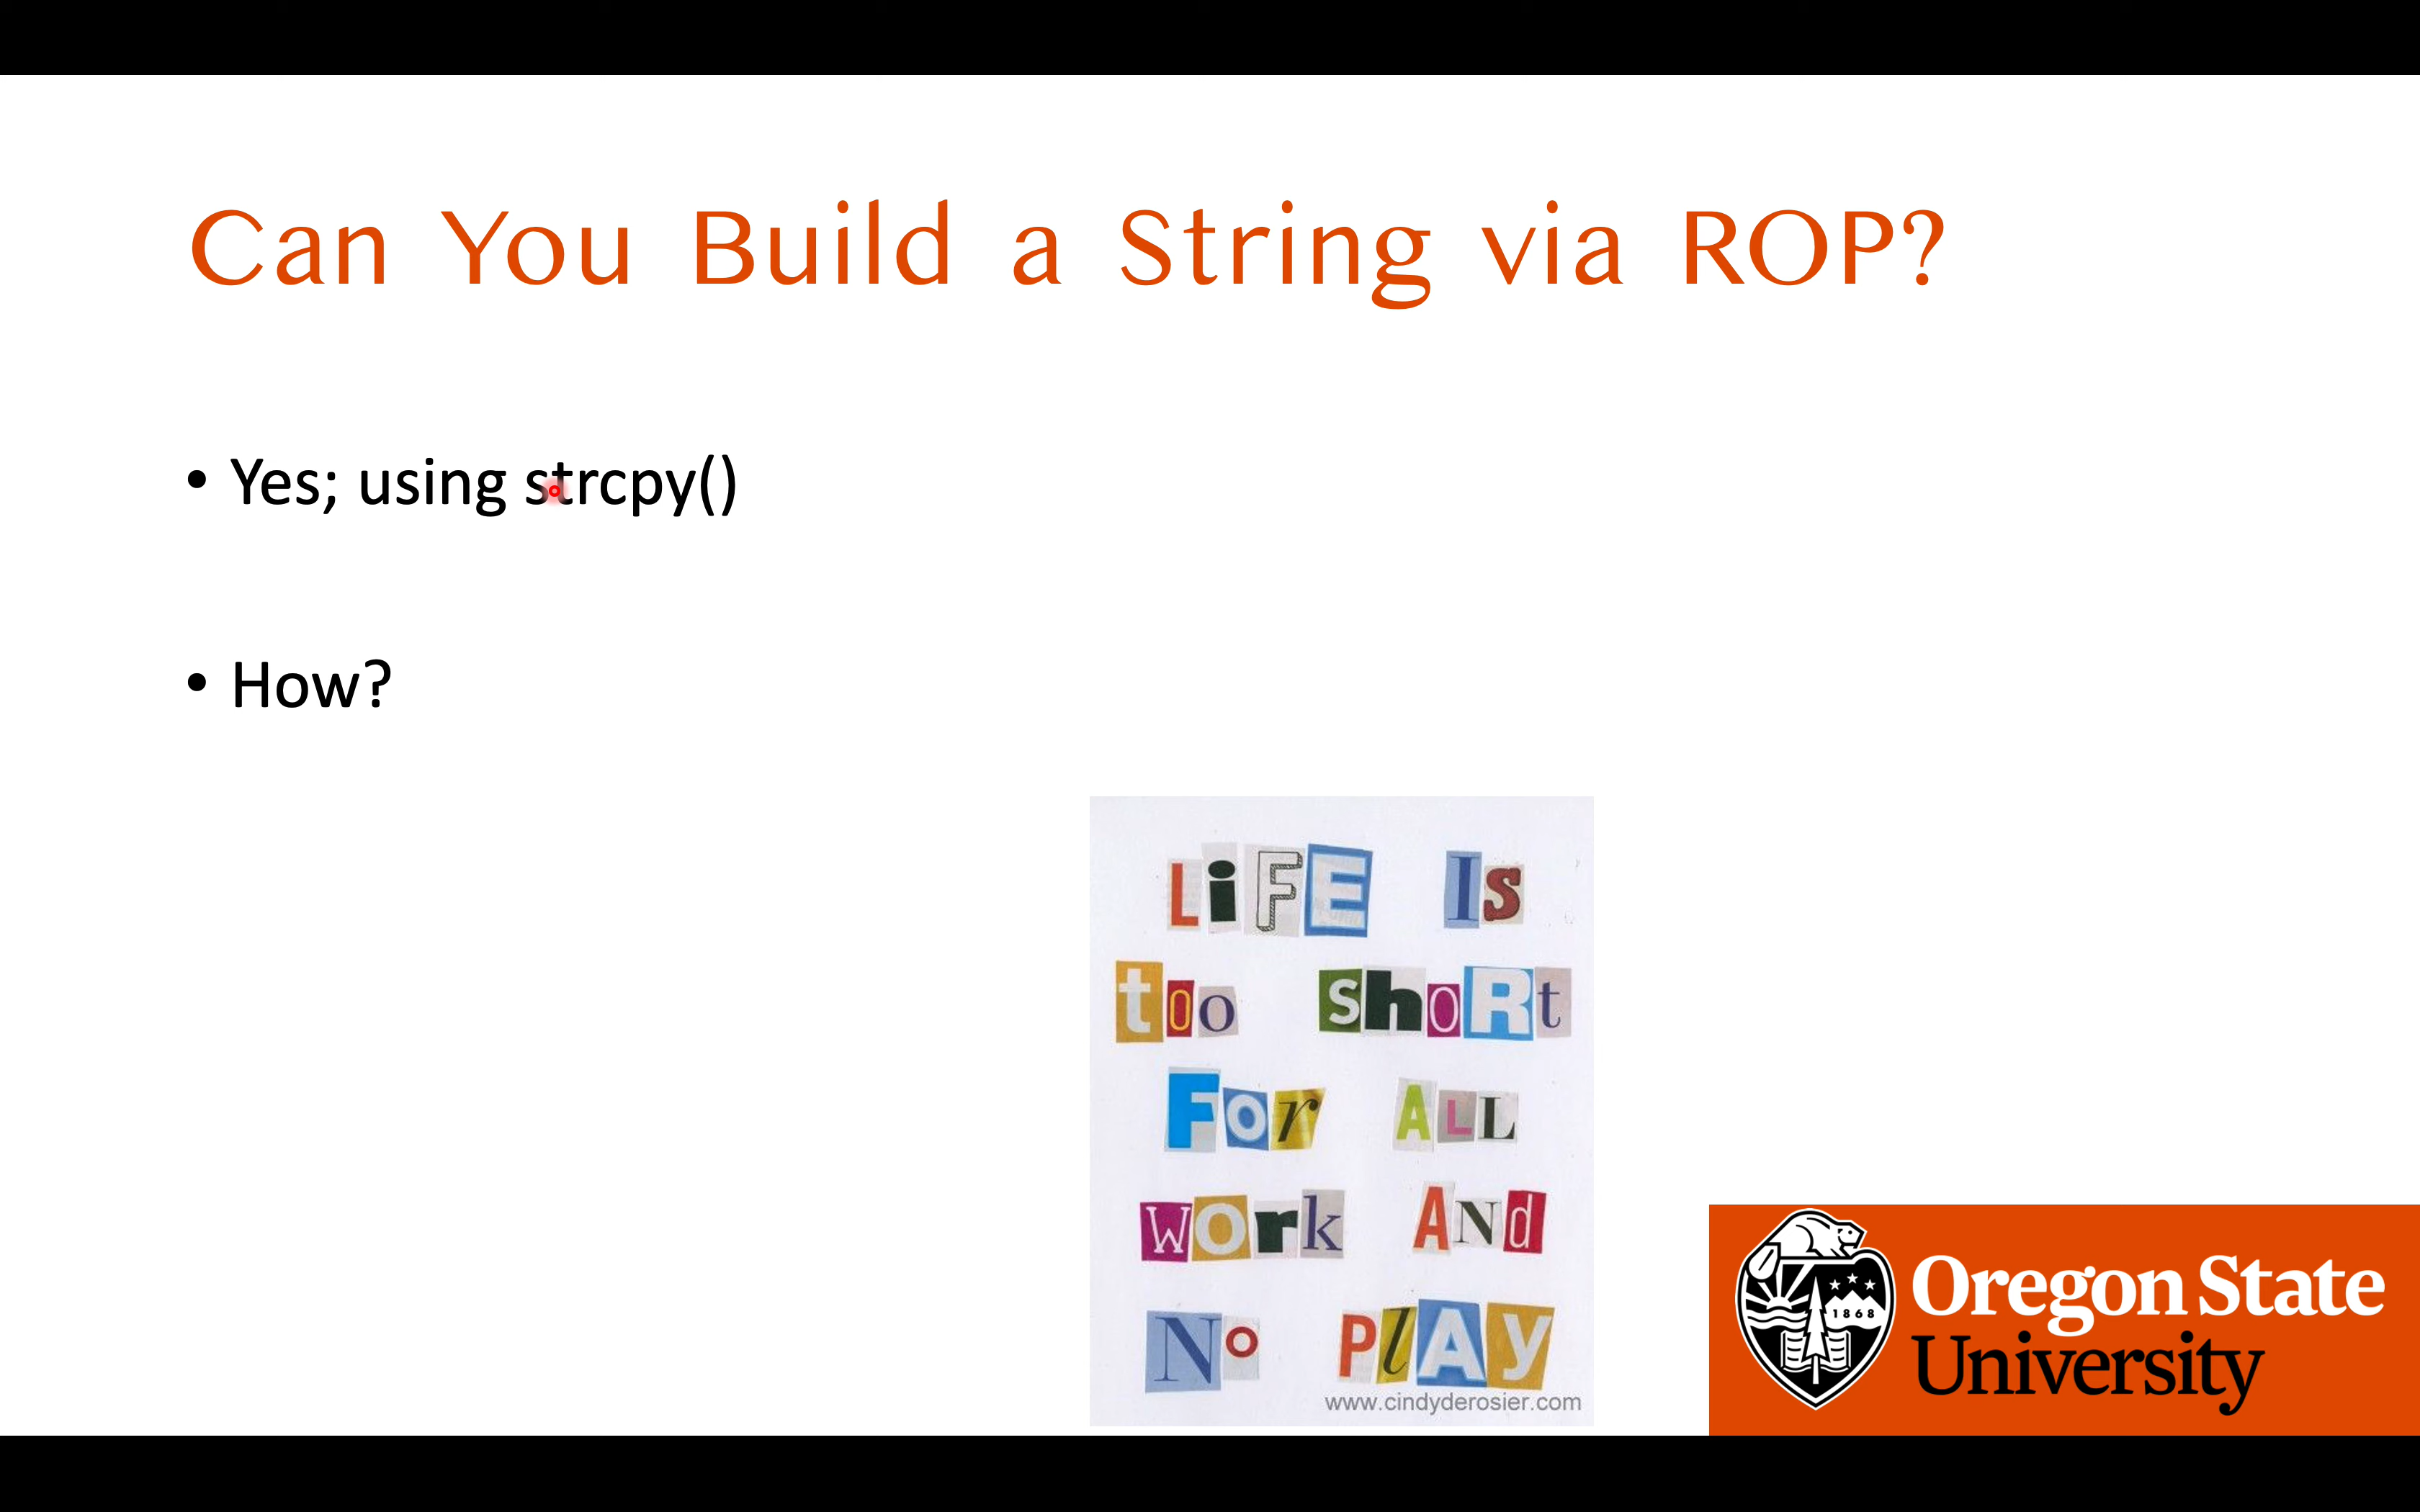 Can You Build a String via ROP?
• Yes; using strcpy()
• How?
LiFE Is
too shoRt
For ALL
WOrk ANd
No PlAy
www.cindyderosier.com
1868
Oregon State
University